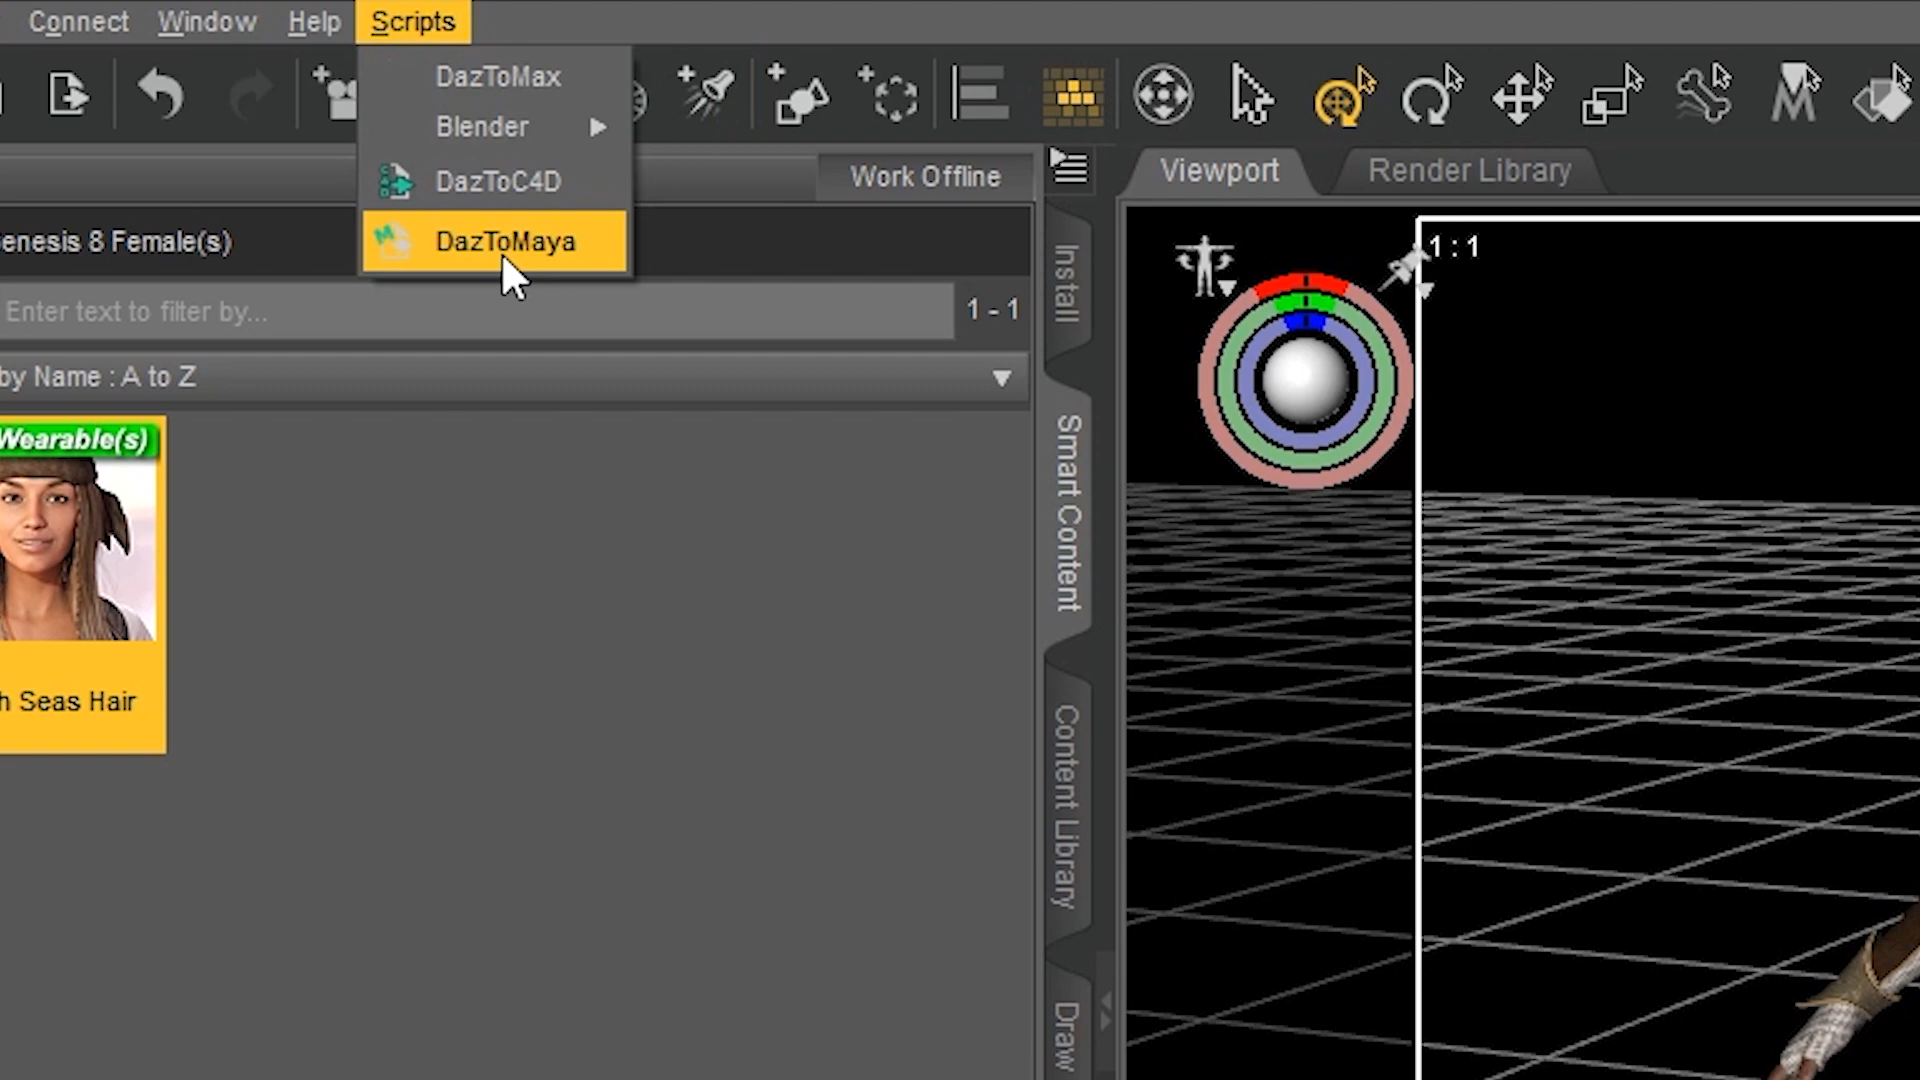 Connect Window Help Scripts
DazToMax
Blender
DazToC4D
DazToMaya
Work Offline
Viewport
Render Library
enesis 8 Female(s)
1 : 1
Enter text to filter by...
1 - 1
by Name : A to Z
Wearable(s)
h Seas Hair
Install
Smart Content
Content Library
Draw